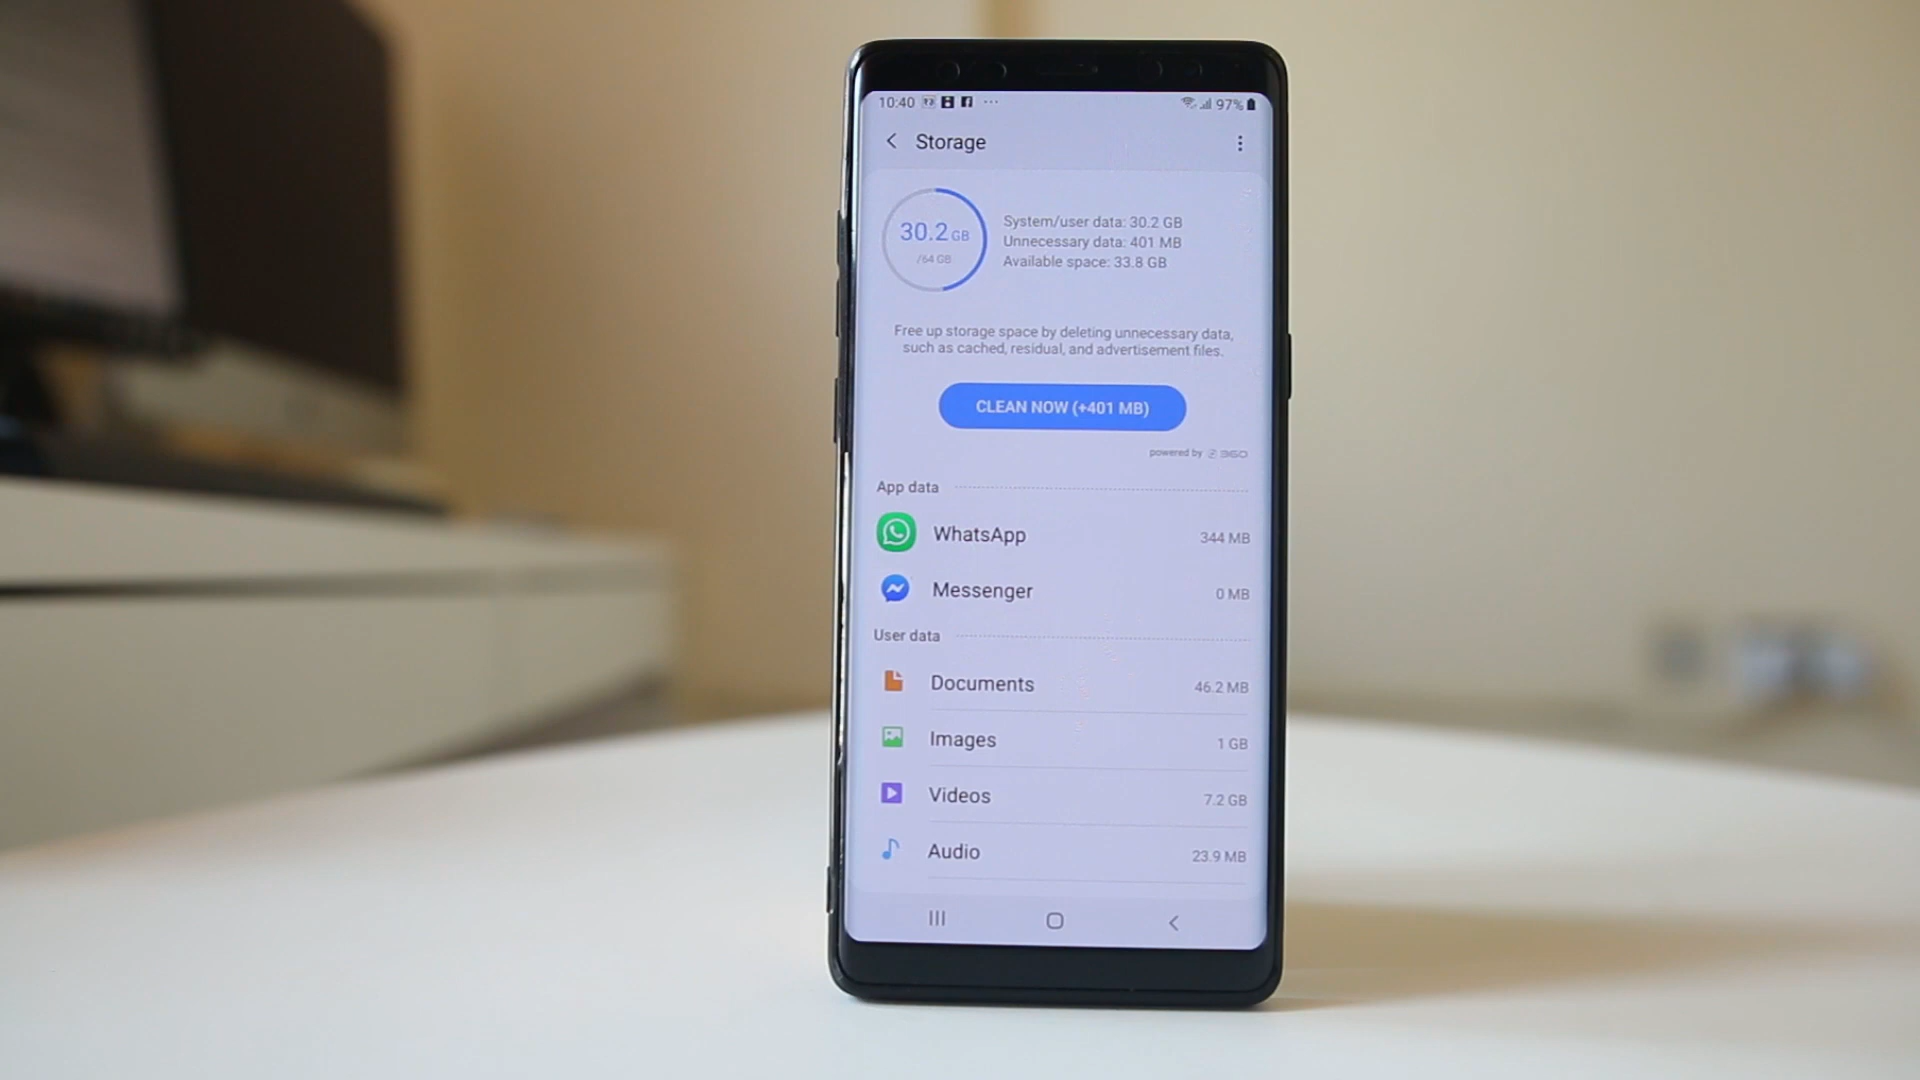 10:40 97%
Storage
30.2 GB
/64 GB
System/user data: 30.2 GB
Unnecessary data: 401 MB
Available space: 33.8 GB
Free up storage space by deleting unnecessary data,
such as cached, residual, and advertisement files.
CLEAN NOW (+401 MB)
powered by 360
App data
WhatsApp 344 MB
Messenger 0 MB
User data
Documents 46.2 MB
Images 1 GB
Videos 7.2 GB
Audio 23.9 MB